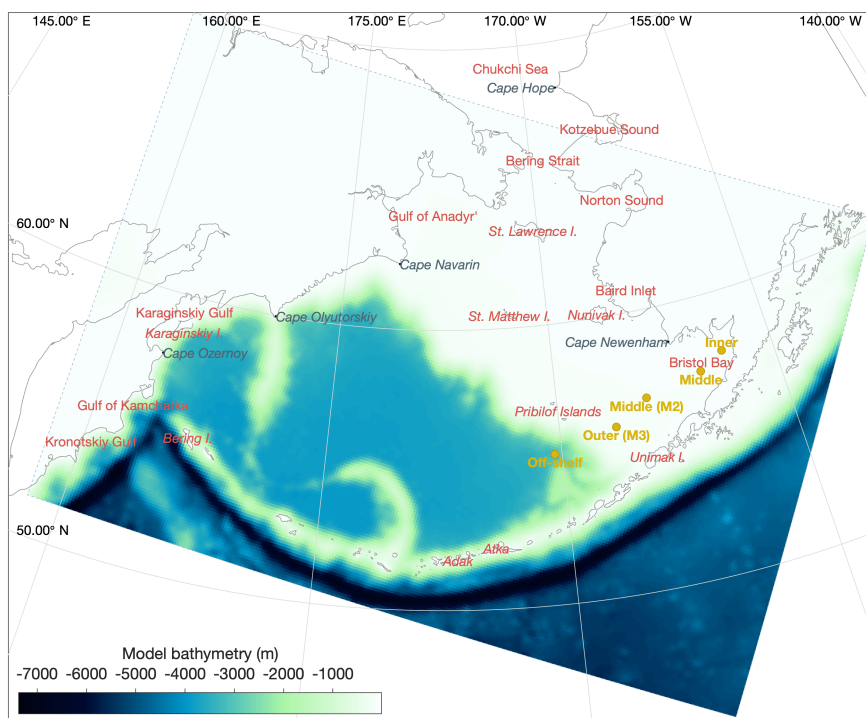 145.00° E
160.00° E
175.00° E
170.00° W
155.00° W
140.00° W
Chukchi Sea
Cape Hope
Kotzebue Sound
Bering Strait
Norton Sound
Gulf of Anadyr'
St. Lawrence I.
60.00° N
Cape Navarin
Baird Inlet
Karaginskiy Gulf
Cape Olyutorskiy
St. Matthew I.
Nunivak I.
Karaginskiy I.
Cape Ozernoy
Cape Newenham
Inner
Bristol Bay
Middle
Gulf of Kamchatka
Pribilof Islands
Middle (M2)
Kronotskiy Gulf
Bering I.
Outer (M3)
Off-shelf
Unimak I.
50.00° N
Atka
Adak
Model bathymetry (m)
-7000 -6000 -5000 -4000 -3000 -2000 -1000